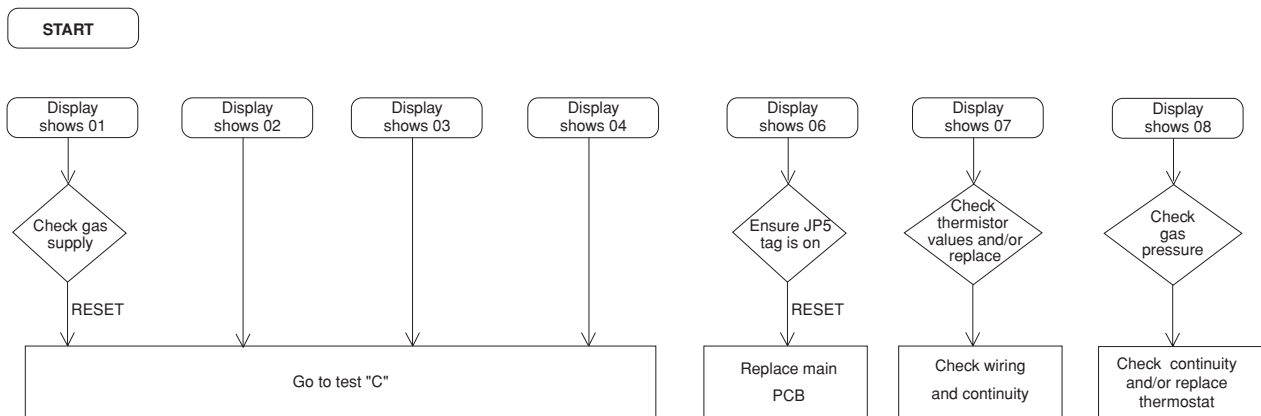 START
Display
shows 01
Display
shows 02
Display
shows 03
Display
shows 04
Display
shows 06
Display
shows 07
Display
shows 08
Check gas
supply
Ensure JP5
tag is on
Check
thermistor
values and/or
replace
Check
gas
pressure
RESET
RESET
Go to test "C"
Replace main
PCB
Check wiring
and continuity
Check continuity
and/or replace
thermostat